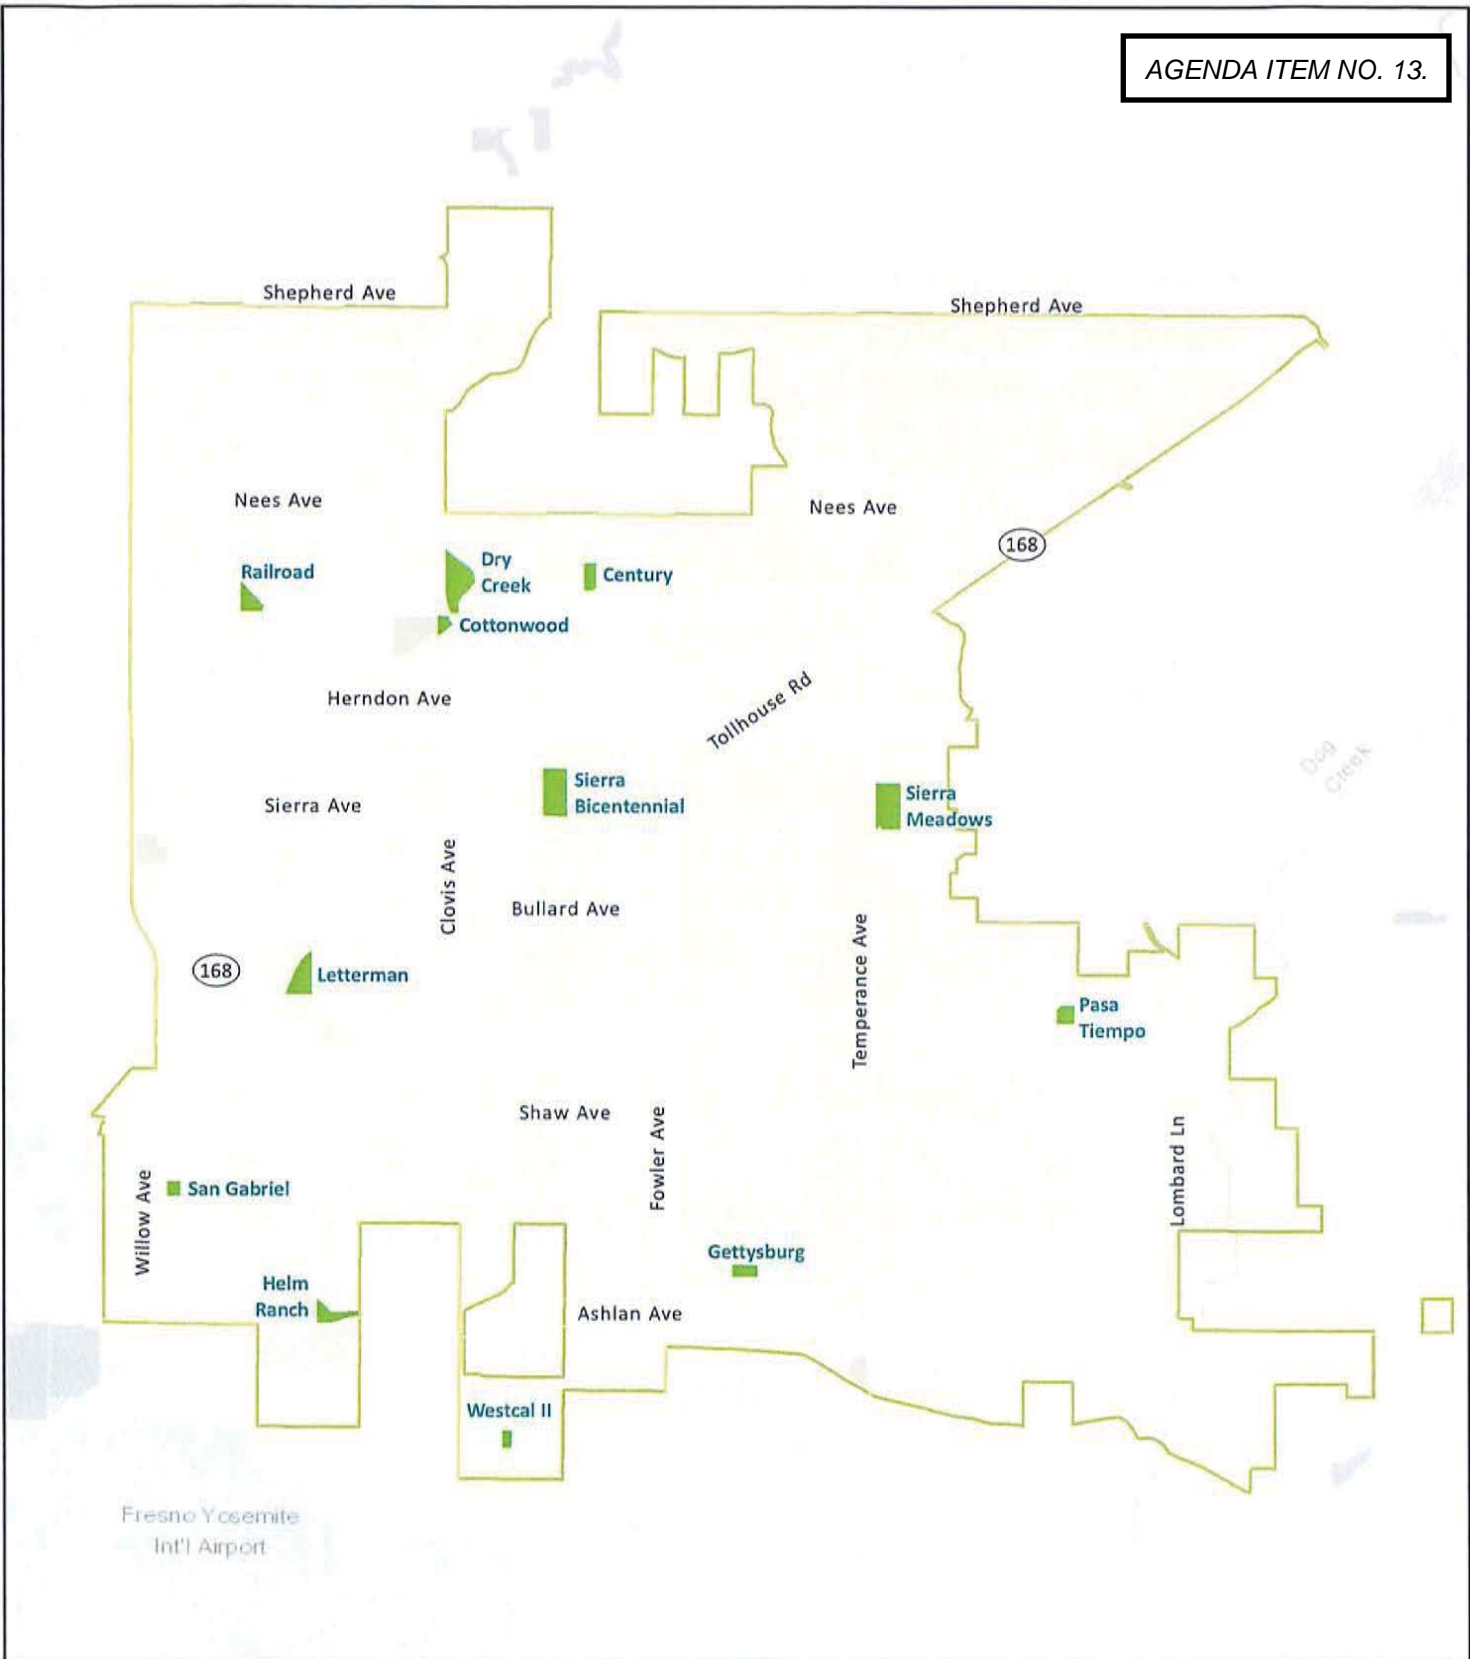 AGENDA ITEM NO. 13.
Shepherd Ave
Shepherd Ave
Nees Ave
Nees Ave
168
Railroad
Dry
Creek
Century
Cottonwood
Herndon Ave
Tollhouse Rd
Dog
Creek
Sierra
Bicentennial
Sierra
Meadows
Sierra Ave
Clovis Ave
Bullard Ave
Temperance Ave
168
Letterman
Pasa
Tiempo
Shaw Ave
Fowler Ave
Lombard Ln
Willow Ave
San Gabriel
Gettysburg
Helm
Ranch
Ashlan Ave
Westcal II
Fresno Yosemite
Int'l Airport